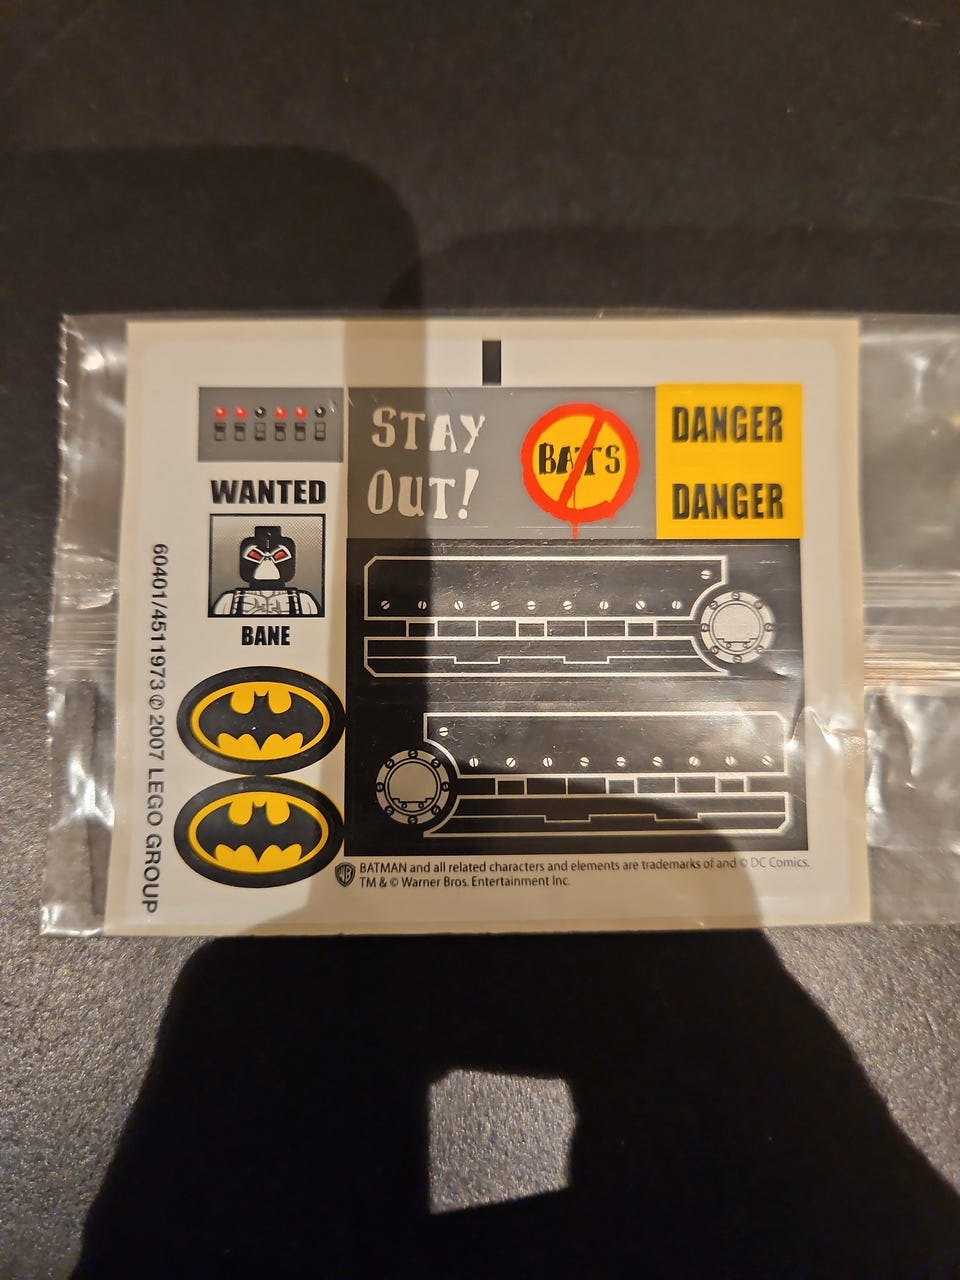 STAY
OUT!
BATS
DANGER
DANGER
WANTED
BANE
60401/4511973 © 2007 LEGO GROUP
WB
BATMAN and all related characters and elements are trademarks of and © DC Comics.
TM & © Warner Bros. Entertainment Inc.